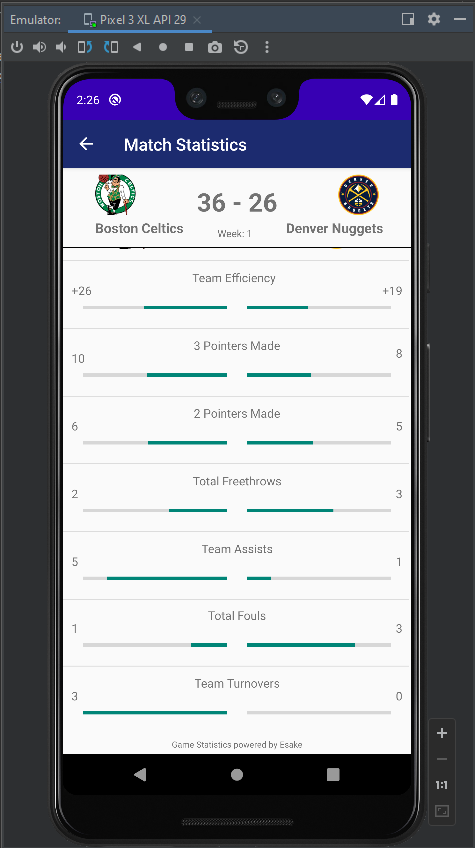 Emulator: Pixel 3 XL API 29
2:26
Match Statistics
36 - 26
Boston Celtics Week: 1 Denver Nuggets
Team Efficiency
+26 +19
3 Pointers Made
10 8
2 Pointers Made
6 5
Total Freethrows
2 3
Team Assists
5 1
Total Fouls
1 3
Team Turnovers
3 0
Game Statistics powered by Esake
1:1